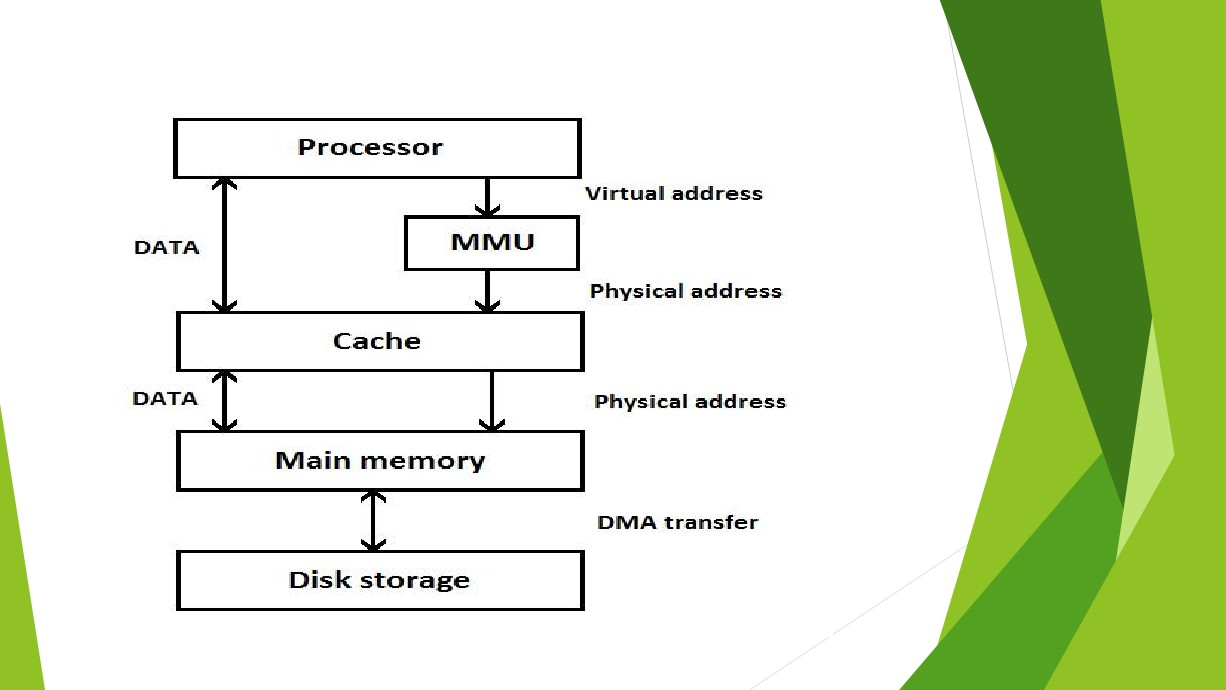 Processor
Virtual address
MMU
DATA
Physical address
Cache
DATA
Physical address
Main memory
DMA transfer
Disk storage